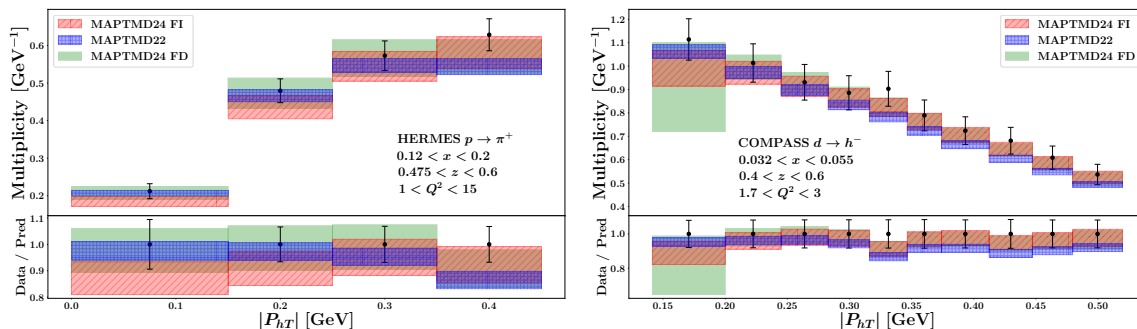 MAPTMD24 FI
MAPTMD22
MAPTMD24 FD
Multiplicity [GeV⁻¹]
0.6
0.5
0.4
0.3
0.2
HERMES p → π⁺
0.12 < x < 0.2
0.475 < z < 0.6
1 < Q² < 15
Data / Pred
1.1
1.0
0.9
0.8
0.0 0.1 0.2 0.3 0.4
|P_hT| [GeV]
MAPTMD24 FI
MAPTMD22
MAPTMD24 FD
Multiplicity [GeV⁻¹]
1.2
1.1
1.0
0.9
0.8
0.7
0.6
0.5
0.4
COMPASS d → h⁻
0.032 < x < 0.055
0.4 < z < 0.6
1.7 < Q² < 3
Data / Pred
1.0
0.8
0.15 0.20 0.25 0.30 0.35 0.40 0.45 0.50
|P_hT| [GeV]